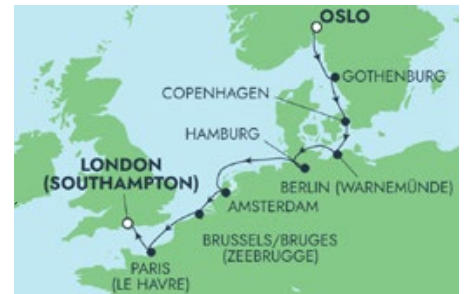 OSLO
GOTHENBURG
COPENHAGEN
HAMBURG
LONDON
(SOUTHAMPTON)
BERLIN (WARNEMÜNDE)
AMSTERDAM
BRUSSELS/BRUGES
(ZEEBRUGGE)
PARIS
(LE HAVRE)